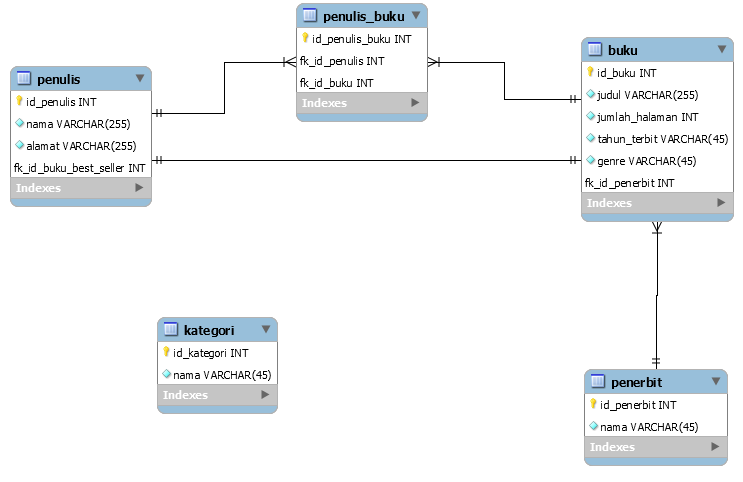 penulis_buku
id_penulis_buku INT
fk_id_penulis INT
fk_id_buku INT
Indexes
penulis
id_penulis INT
nama VARCHAR(255)
alamat VARCHAR(255)
fk_id_buku_best_seller INT
Indexes
buku
id_buku INT
judul VARCHAR(255)
jumlah_halaman INT
tahun_terbit VARCHAR(45)
genre VARCHAR(45)
fk_id_penerbit INT
Indexes
kategori
id_kategori INT
nama VARCHAR(45)
Indexes
penerbit
id_penerbit INT
nama VARCHAR(45)
Indexes